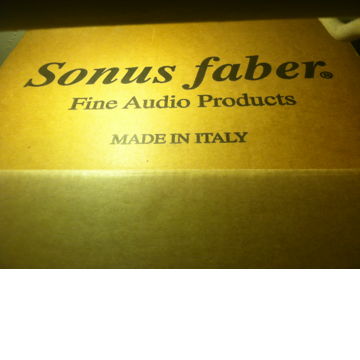 Sonus faber®
Fine Audio Products
MADE IN ITALY